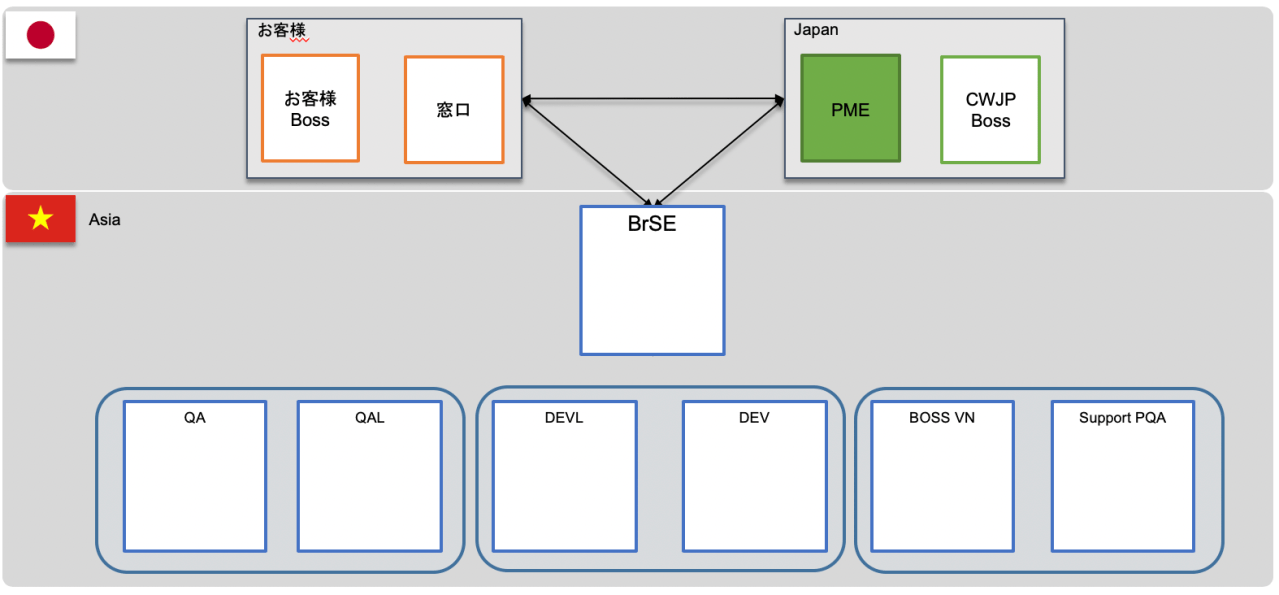 お客様
お客様
Boss
窓口
Japan
PME
CWJP
Boss
Asia
BrSE
QA
QAL
DEVL
DEV
BOSS VN
Support PQA